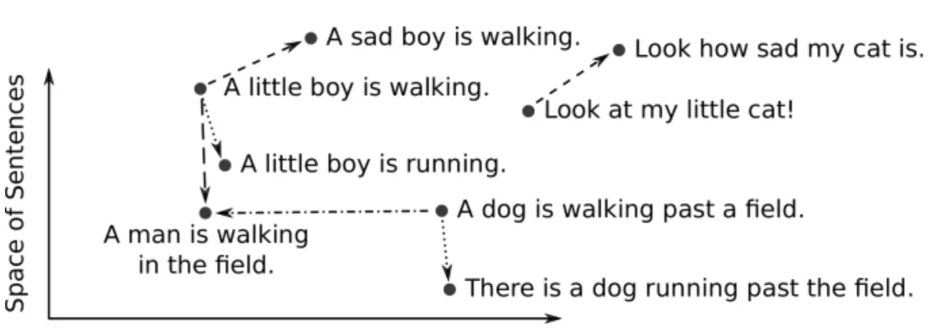 A sad boy is walking.
Look how sad my cat is.
A little boy is walking.
Look at my little cat!
A little boy is running.
A dog is walking past a field.
A man is walking
in the field.
There is a dog running past the field.
Space of Sentences